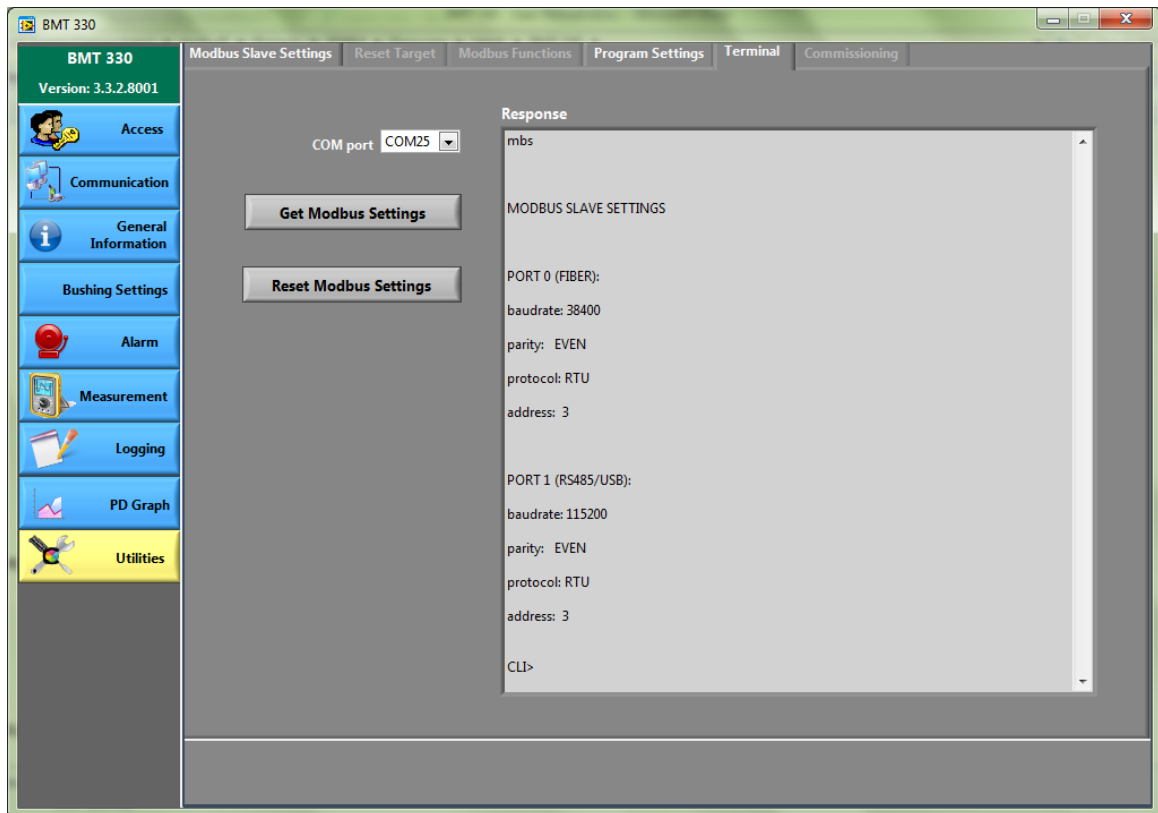 BMT 330
BMT 330
Version: 3.3.2.8001
Access
Communication
General
Information
Bushing Settings
Alarm
Measurement
Logging
PD Graph
Utilities
Modbus Slave Settings Reset Target Modbus Functions Program Settings Terminal Commissioning
COM port COM25
Get Modbus Settings
Reset Modbus Settings
Response
mbs
MODBUS SLAVE SETTINGS
PORT 0 (FIBER):
baudrate: 38400
parity: EVEN
protocol: RTU
address: 3
PORT 1 (RS485/USB):
baudrate: 115200
parity: EVEN
protocol: RTU
address: 3
CLI>